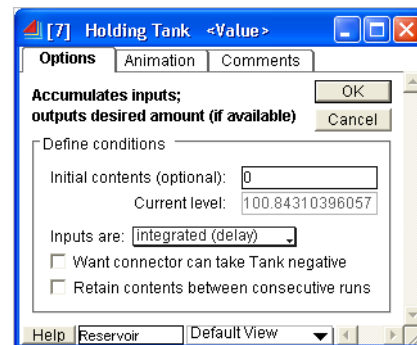 [7] Holding Tank <Value>
Options Animation Comments
Accumulates inputs;
outputs desired amount (if available)
OK
Cancel
Define conditions
Initial contents (optional): 0
Current level: 100.84310396057
Inputs are: integrated (delay)
Want connector can take Tank negative
Retain contents between consecutive runs
Help Reservoir Default View